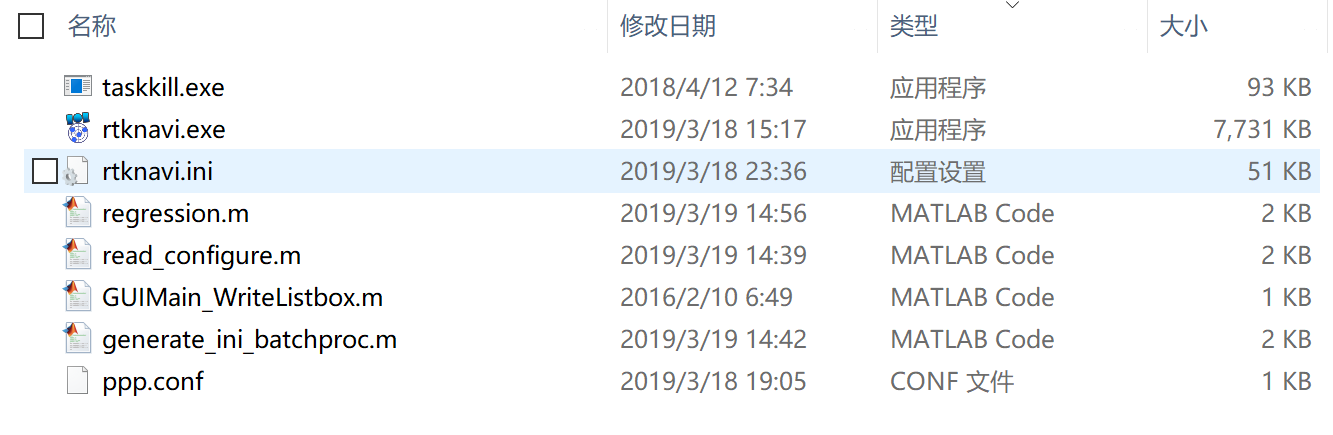 名称 修改日期 类型 大小
taskkill.exe 2018/4/12 7:34 应用程序 93 KB
rtknavi.exe 2019/3/18 15:17 应用程序 7,731 KB
rtknavi.ini 2019/3/18 23:36 配置设置 51 KB
regression.m 2019/3/19 14:56 MATLAB Code 2 KB
read_configure.m 2019/3/19 14:39 MATLAB Code 2 KB
GUIMain_WriteListbox.m 2016/2/10 6:49 MATLAB Code 1 KB
generate_ini_batchproc.m 2019/3/19 14:42 MATLAB Code 2 KB
ppp.conf 2019/3/18 19:05 CONF 文件 1 KB